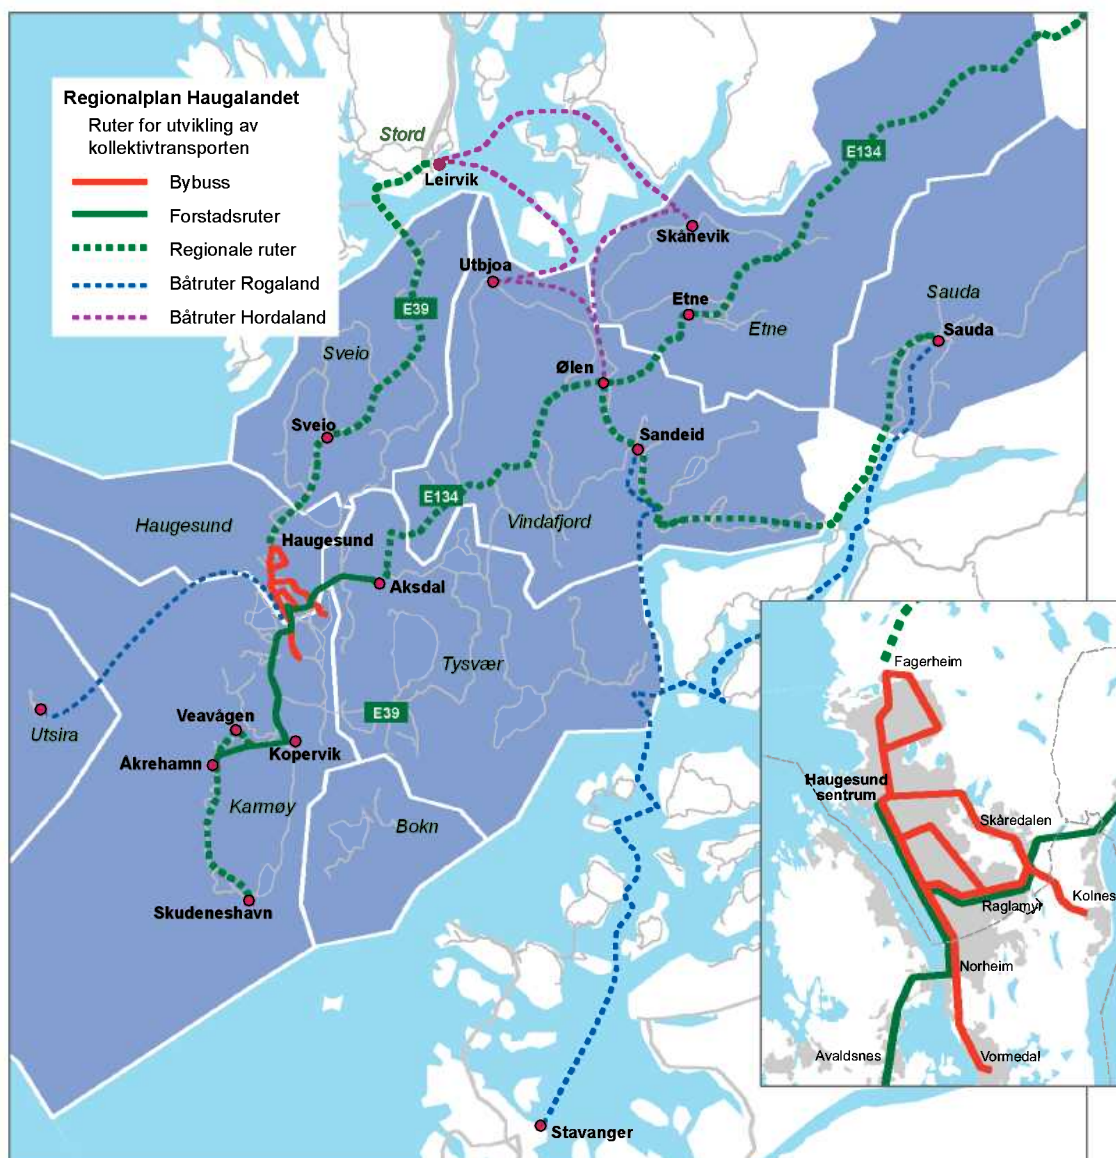 Regionalplan Haugalandet
Ruter for utvikling av
kollektivtransporten
Bybuss
Forstadsruter
Regionale ruter
Båtruter Rogaland
Båtruter Hordaland
Stord
Leirvik
E134
Skånevik
Utbjoa
Etne
Etne
Sauda
Sauda
E39
Sveio
Ølen
Sveio
Sandeid
E134
Vindafjord
Haugesund
Haugesund
Aksdal
Tysvær
Utsira
Veavågen
E39
Kopervik
Åkrehamn
Karmøy
Bokn
Skudeneshavn
Stavanger
Fagerheim
Haugesund
sentrum
Skåredalen
Raglamyr
Kolnes
Norheim
Avaldsnes
Vormedal